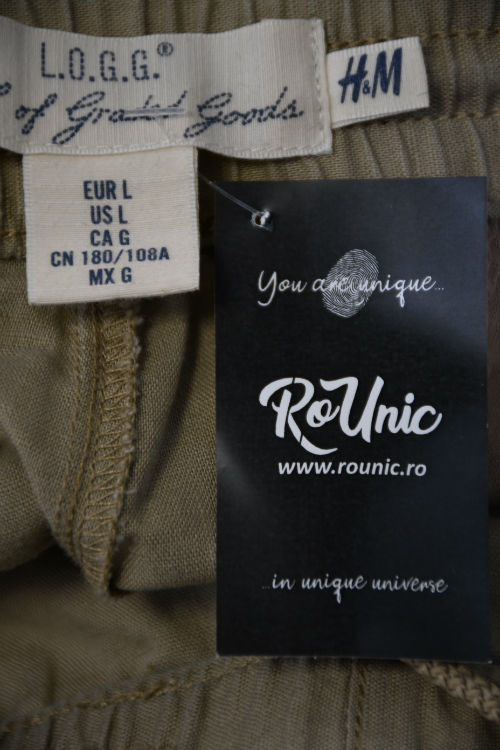 L.O.G.G.®
of Graded Goods.
H&M
EUR L
US L
CA G
CN 180/108A
MX G
You are unique...
RoUnic
www.rounic.ro
...in unique universe